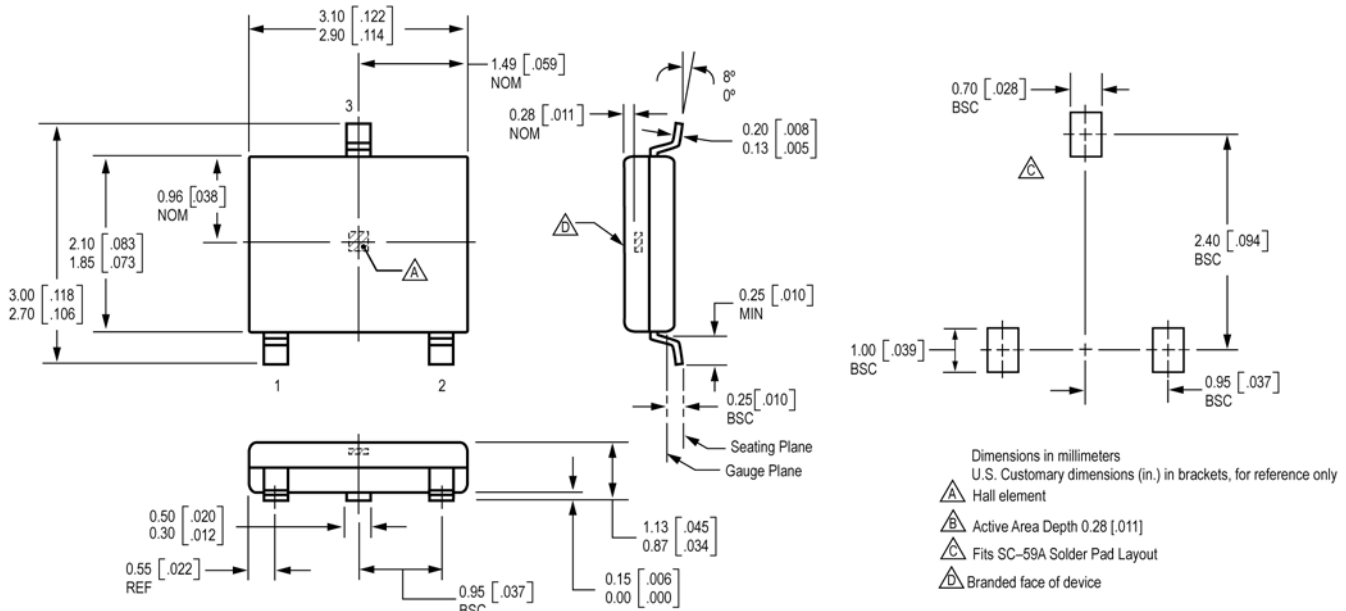 3.10 [.122
2.90 .114]
1.49 [.059]
NOM
3
0.96 [.038]
NOM
2.10 [.083
1.85 .073]
3.00 [.118
2.70 .106]
A
1
2
8º
0º
0.28 [.011]
NOM
0.20 [.008
0.13 .005]
D
0.25 [.010]
MIN
0.25[.010]
BSC
Seating Plane
Gauge Plane
0.50 [.020
0.30 .012]
0.55 [.022]
REF
0.95 [.037]
BSC
1.13 [.045
0.87 .034]
0.15 [.006
0.00 .000]
0.70 [.028]
BSC
C
2.40 [.094]
BSC
1.00 [.039]
BSC
0.95 [.037]
BSC
Dimensions in millimeters
U.S. Customary dimensions (in.) in brackets, for reference only
A Hall element
B Active Area Depth 0.28 [.011]
C Fits SC–59A Solder Pad Layout
D Branded face of device